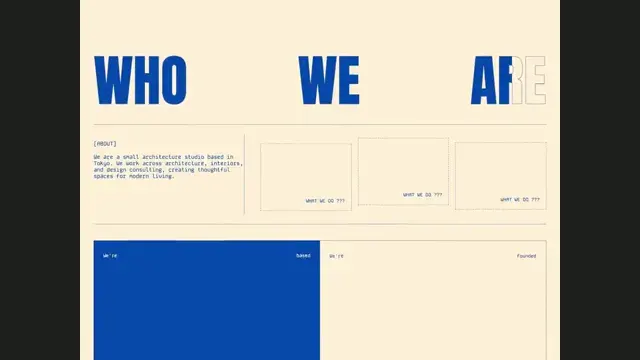 WHO WE ARE
[ABOUT]
We are a small architecture studio based in
Tokyo. We work across architecture, interiors,
and design consulting, creating thoughtful
spaces for modern living.
WHAT WE DO ???
WHAT WE DO ???
WHAT WE DO ???
We're based
We're Founded